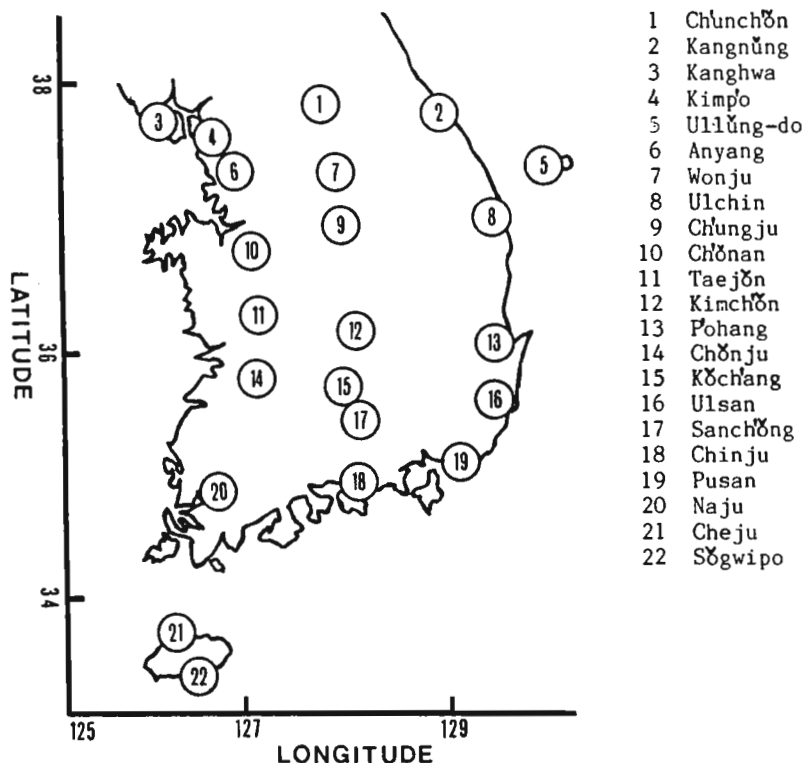 1 Ch'unch'ŏn
2 Kangnŭng
3 Kanghwa
4 Kimp'o
5 Ullŭng-do
6 Anyang
7 Wonju
8 Ulchin
9 Ch'ungju
10 Ch'ŏnan
11 Taejŏn
12 Kimch'ŏn
13 P'ohang
14 Chŏnju
15 Kŏch'ang
16 Ulsan
17 Sanch'ŏng
18 Chinju
19 Pusan
20 Naju
21 Cheju
22 Sŏgwipo
38
36
34
LATITUDE
1
2
3
4
5
6
7
8
9
10
11
12
13
14
15
16
17
18
19
20
21
22
125 127 129
LONGITUDE